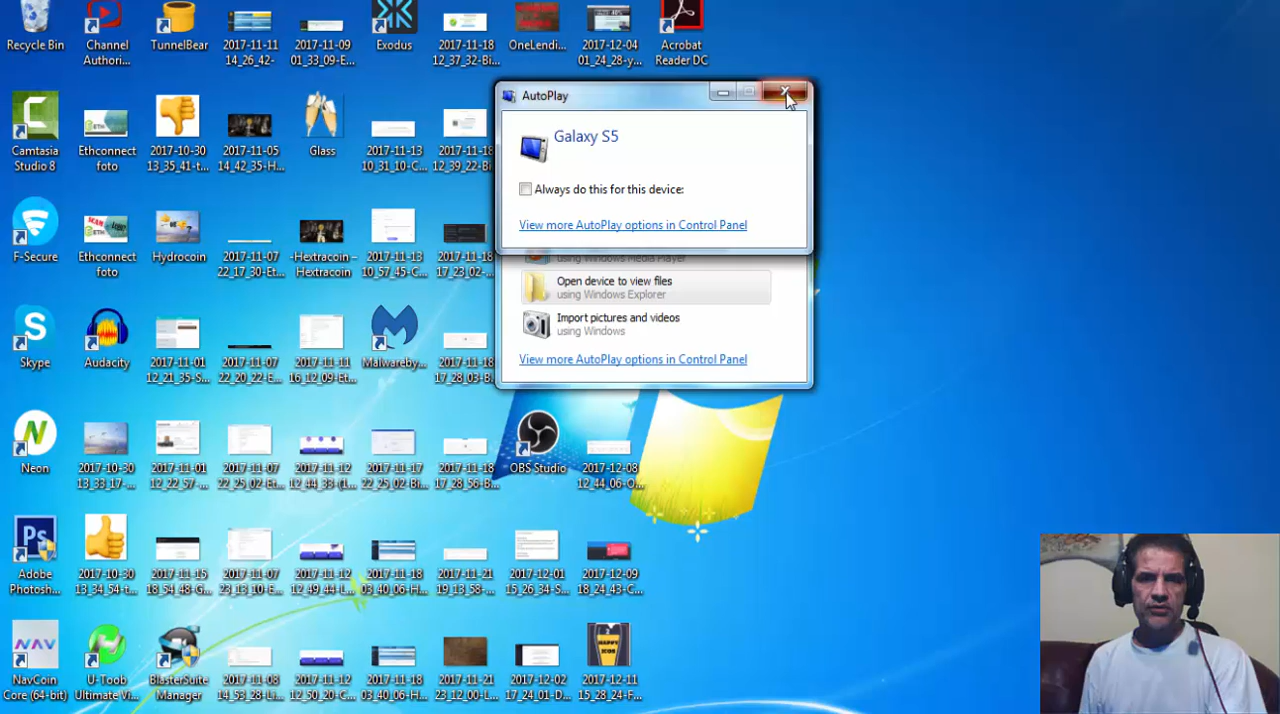 Recycle Bin
Channel
Authori...
TunnelBear
2017-11-11
14_26_42-
2017-11-09
01_33_09-E...
Exodus
2017-11-18
12_37_32-Bi...
OneLendi...
2017-12-04
01_24_28-y...
Acrobat
Reader DC
AutoPlay
Galaxy S5
Always do this for this device:
View more AutoPlay options in Control Panel
using Windows Media Player
Open device to view files
using Windows Explorer
Import pictures and videos
using Windows
View more AutoPlay options in Control Panel
Camtasia
Studio 8
Ethconnect
foto
2017-10-30
13_35_41-t...
2017-11-05
14_42_35-H...
Glass
2017-11-13
10_31_10-C...
2017-11-18
12_39_22-Bi...
F-Secure
Ethconnect
foto
Hydrocoin
2017-11-07
22_17_30-Et...
-Hextracoin –
Hextracoin
2017-11-13
10_57_45-C...
2017-11-18
17_23_02-...
Skype
Audacity
2017-11-01
12_21_35-S...
2017-11-07
22_20_22-E...
2017-11-11
16_12_09-Et...
Malwareby...
2017-11-18
17_28_03-Bi...
Neon
2017-10-30
13_33_17-...
2017-11-01
12_22_57-...
2017-11-07
22_25_02-Et...
2017-11-12
12_44_33-(L...
2017-11-17
22_25_02-Bi...
2017-11-18
17_28_56-Bi...
OBS Studio
2017-12-08
12_44_06-O...
Adobe
Photosh...
2017-10-30
13_34_54-t...
2017-11-15
18_54_48-G...
2017-11-07
23_13_10-E...
2017-11-12
12_49_44-L...
2017-11-18
03_40_06-H...
2017-11-21
19_13_58-...
2017-12-01
15_26_34-S...
2017-12-09
18_24_43-C...
NavCoin
Core (64-bit)
U-Toob
Ultimate Vi...
BlasterSuite
Manager
2017-11-08
14_53_28-Li...
2017-11-12
12_50_20-C...
2017-11-18
03_40_06-H...
2017-11-21
23_12_00-L...
2017-12-02
17_24_01-D...
2017-12-11
15_28_24-F...